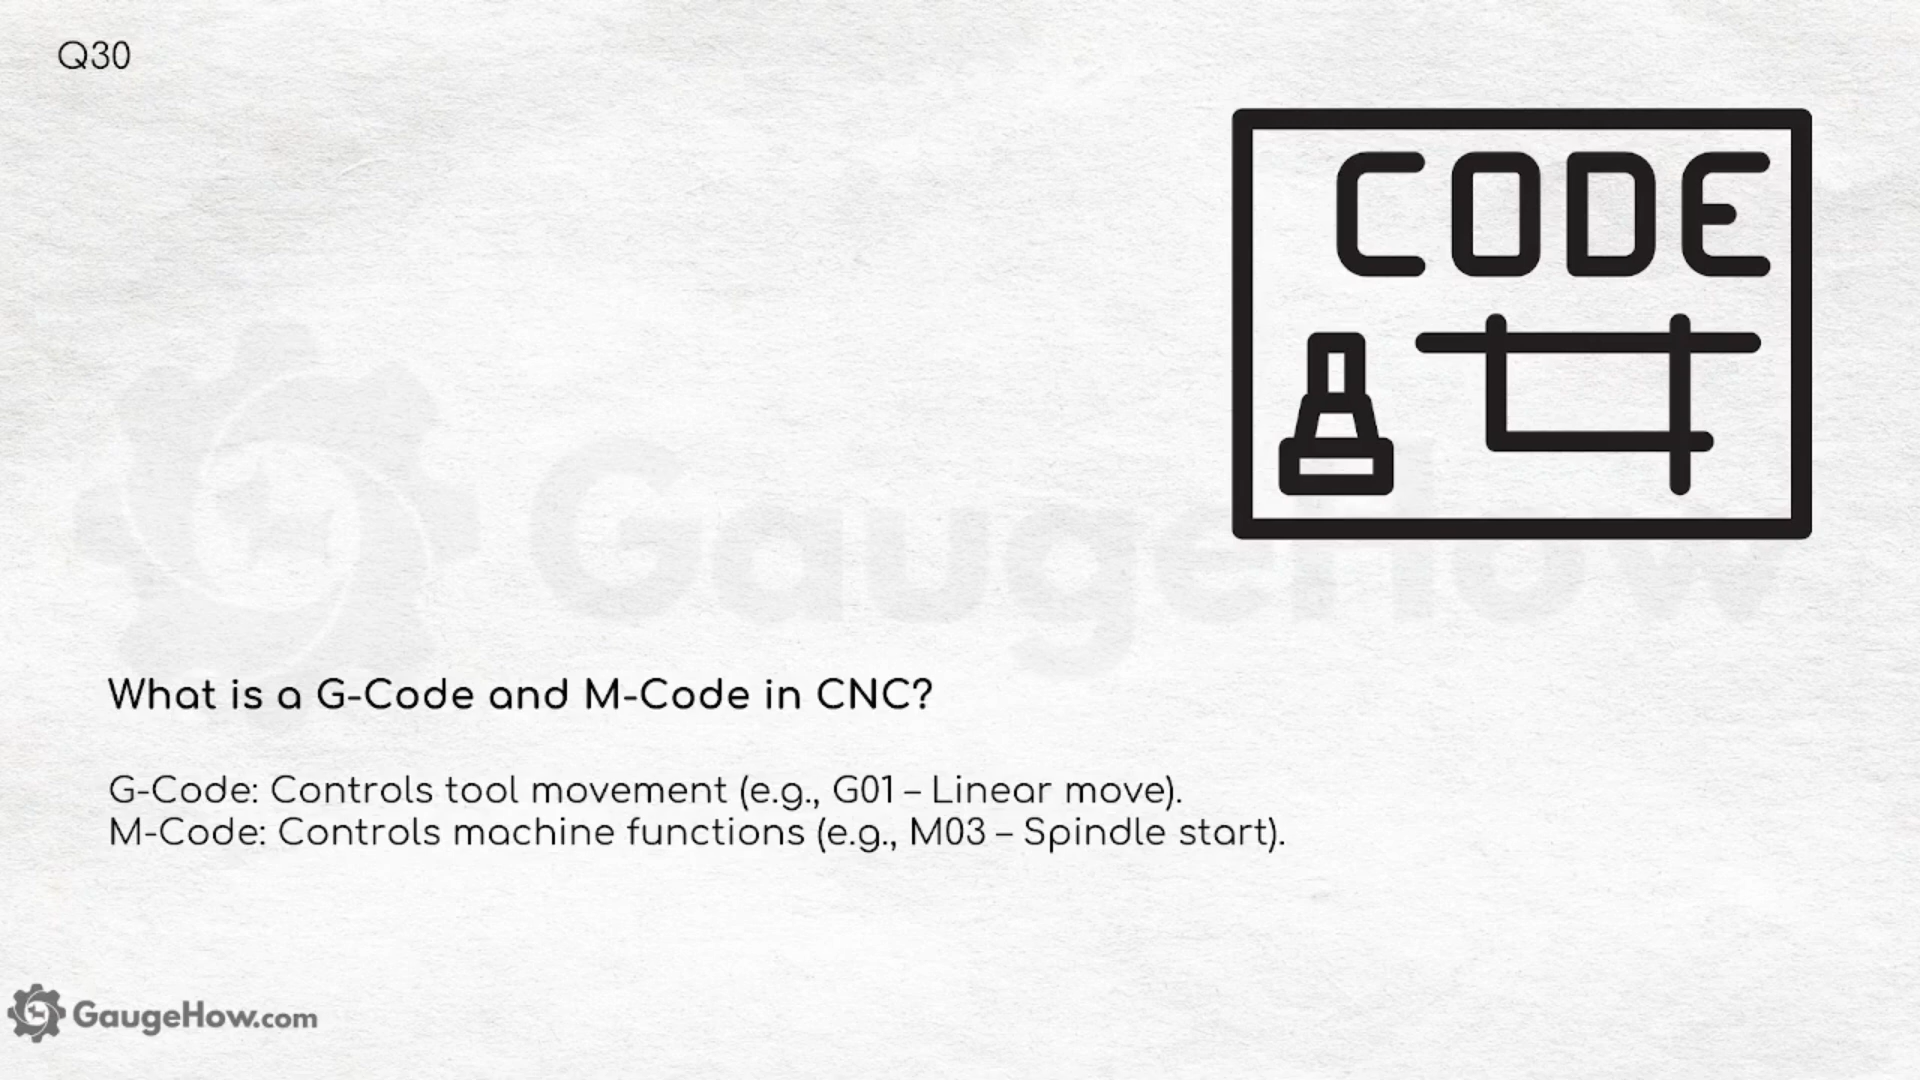 Q30
CODE
GaugeHow
What is a G-Code and M-Code in CNC?
G-Code: Controls tool movement (e.g., G01 – Linear move).
M-Code: Controls machine functions (e.g., M03 – Spindle start).
GaugeHow.com